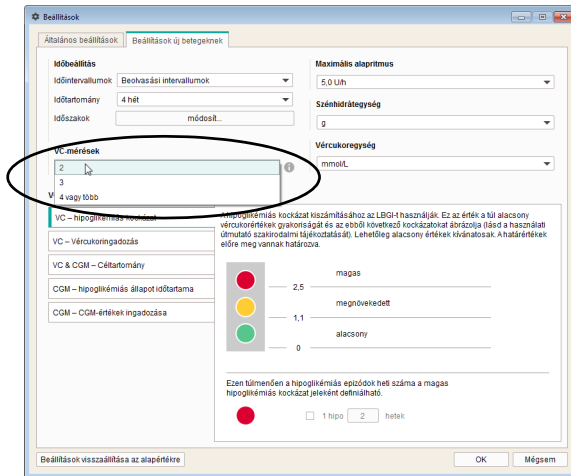 Beállítások
Általános beállítások
Beállítások új betegeknek
Időbeállítás
Időintervallumok
Beolvasási intervallumok
Időtartomány
4 hét
Időszakok
módosít...
Maximális alapritmus
5,0 U/h
Szénhidrátegység
g
Vércukoregység
mmol/L
VC-mérések
2
3
4 vagy több
VC – hipoglikémiás kockázat
VC – Vércukoringadozás
VC & CGM – Céltartomány
CGM – hipoglikémiás állapot időtartama
CGM – CGM-értékek ingadozása
A hipoglikémiás kockázat kiszámításához az LBGI-t használják. Ez az érték a túl alacsony
vércukorértékek gyakoriságát és az ebből következő kockázatokat ábrázolja (lásd a használati
útmutató szakirodalmi tájékoztatását). Lehetőleg alacsony értékek kívánatosak. A határértékek
előre meg vannak határozva.
magas
2,5
megnövekedett
1,1
alacsony
0
Ezen túlmenően a hipoglikémiás epizódok heti száma a magas
hipoglikémiás kockázat jeleként definiálható.
1 hipo
2
hetek
Beállítások visszaállítása az alapértékre
OK
Mégsem